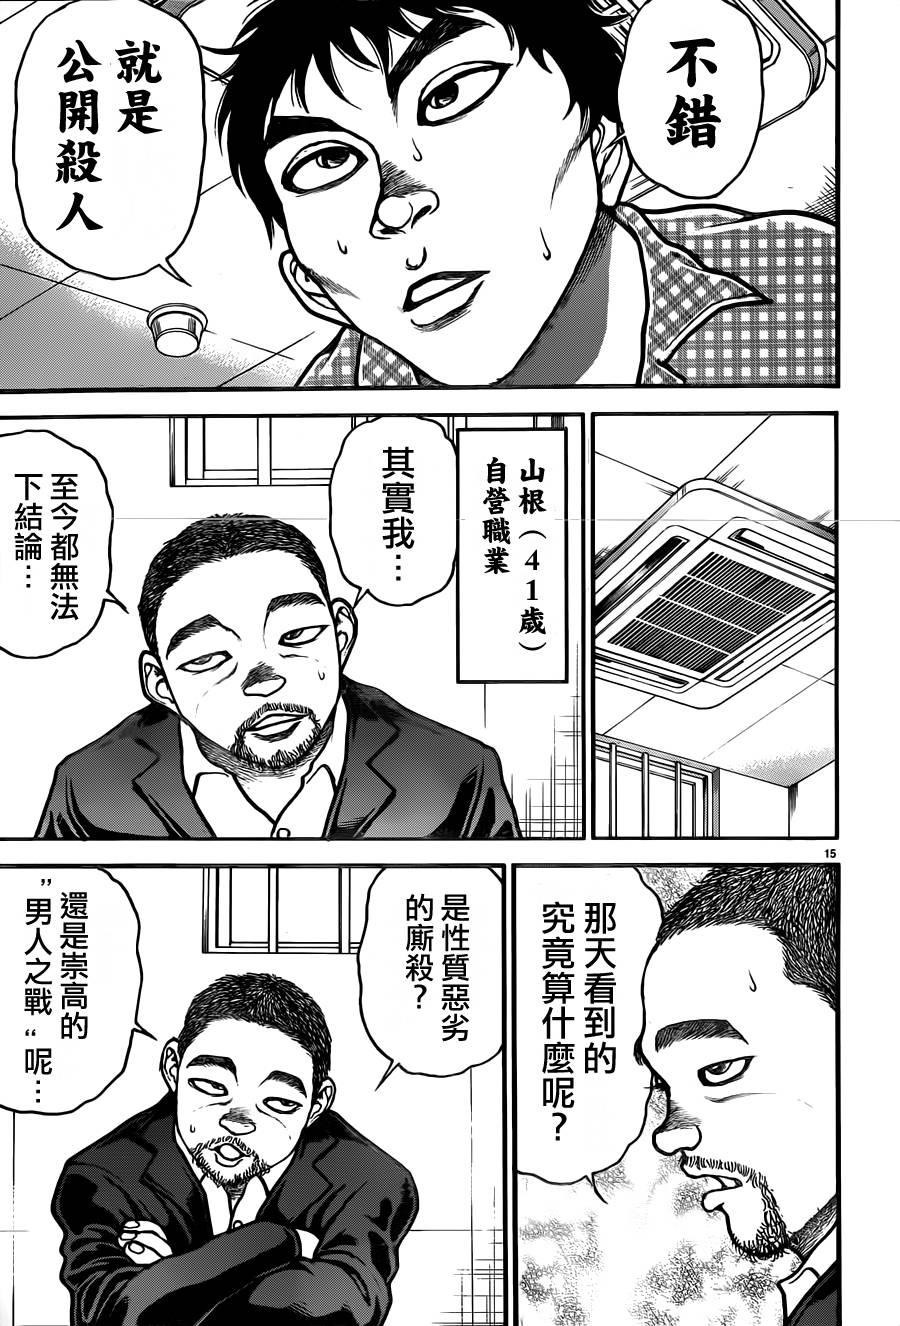 不錯
就是
公開殺人
山根（41歲）
自營職業
其實我…
至今都無法
下結論…
15
那天看到的
究竟算什麼呢？
是性質惡劣
的廝殺？
還是崇高的
”男人之戰“呢…